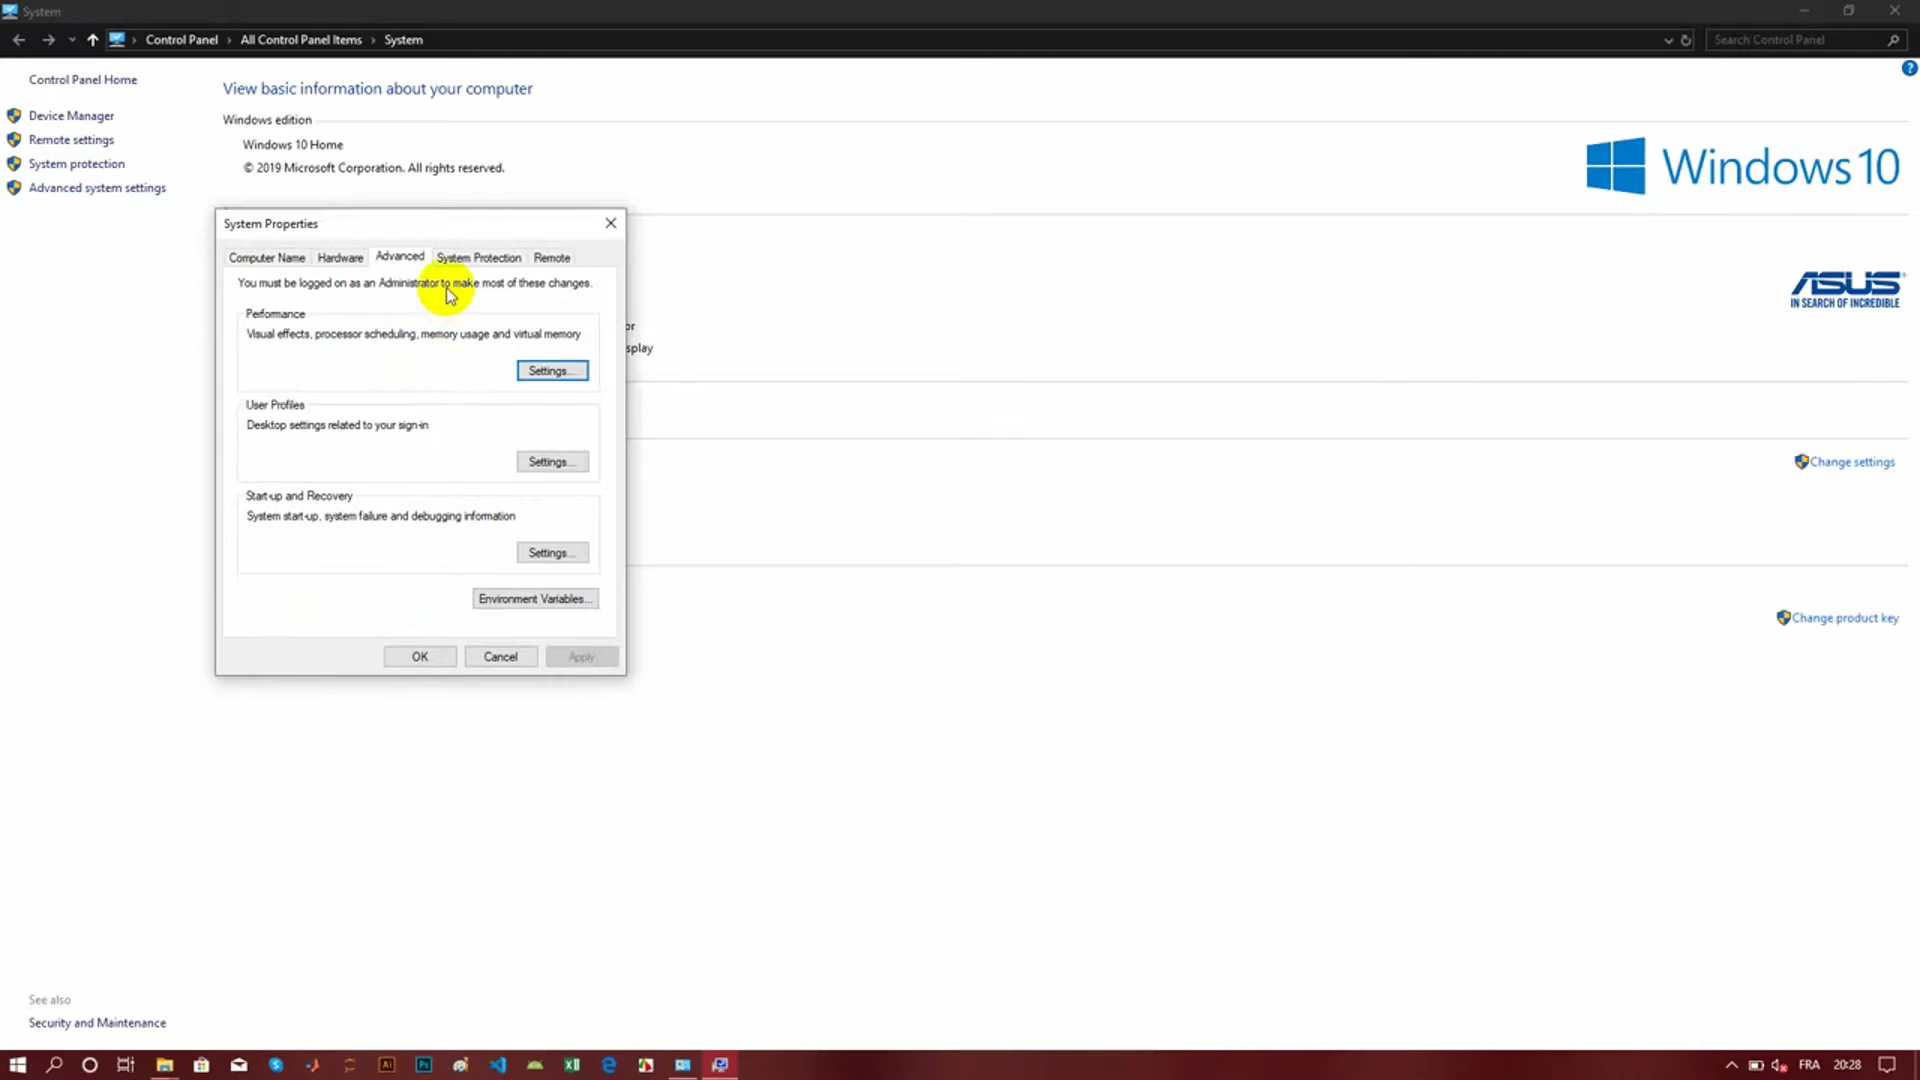 System
Control Panel
All Control Panel Items
System
Search Control Panel
Control Panel Home
Device Manager
Remote settings
System protection
Advanced system settings
View basic information about your computer
Windows edition
Windows 10 Home
© 2019 Microsoft Corporation. All rights reserved.
Windows 10
System Properties
Computer Name
Hardware
Advanced
System Protection
Remote
You must be logged on as an Administrator to make most of these changes.
Performance
Visual effects, processor scheduling, memory usage and virtual memory
Settings...
User Profiles
Desktop settings related to your sign-in
Settings...
Start-up and Recovery
System start-up, system failure and debugging information
Settings...
Environment Variables...
OK
Cancel
Apply
or
splay
ASUS
IN SEARCH OF INCREDIBLE
Change settings
Change product key
See also
Security and Maintenance
FRA
20:28